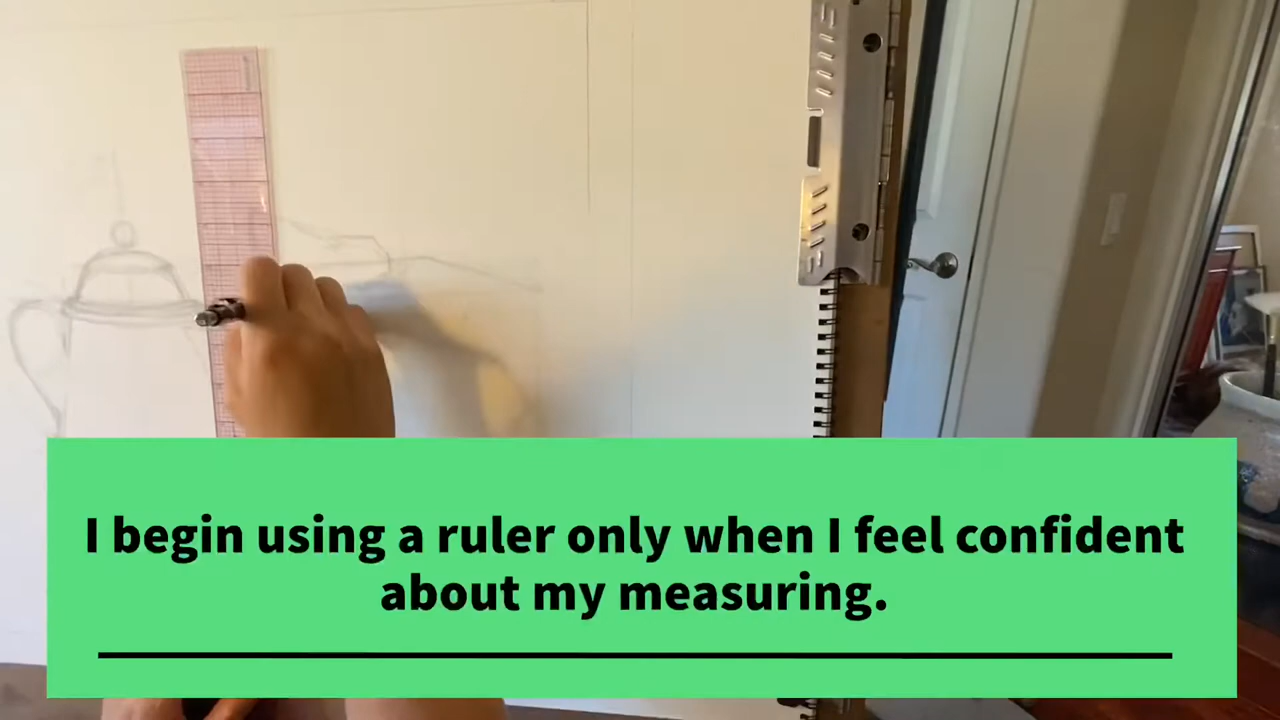 I begin using a ruler only when I feel confident
about my measuring.